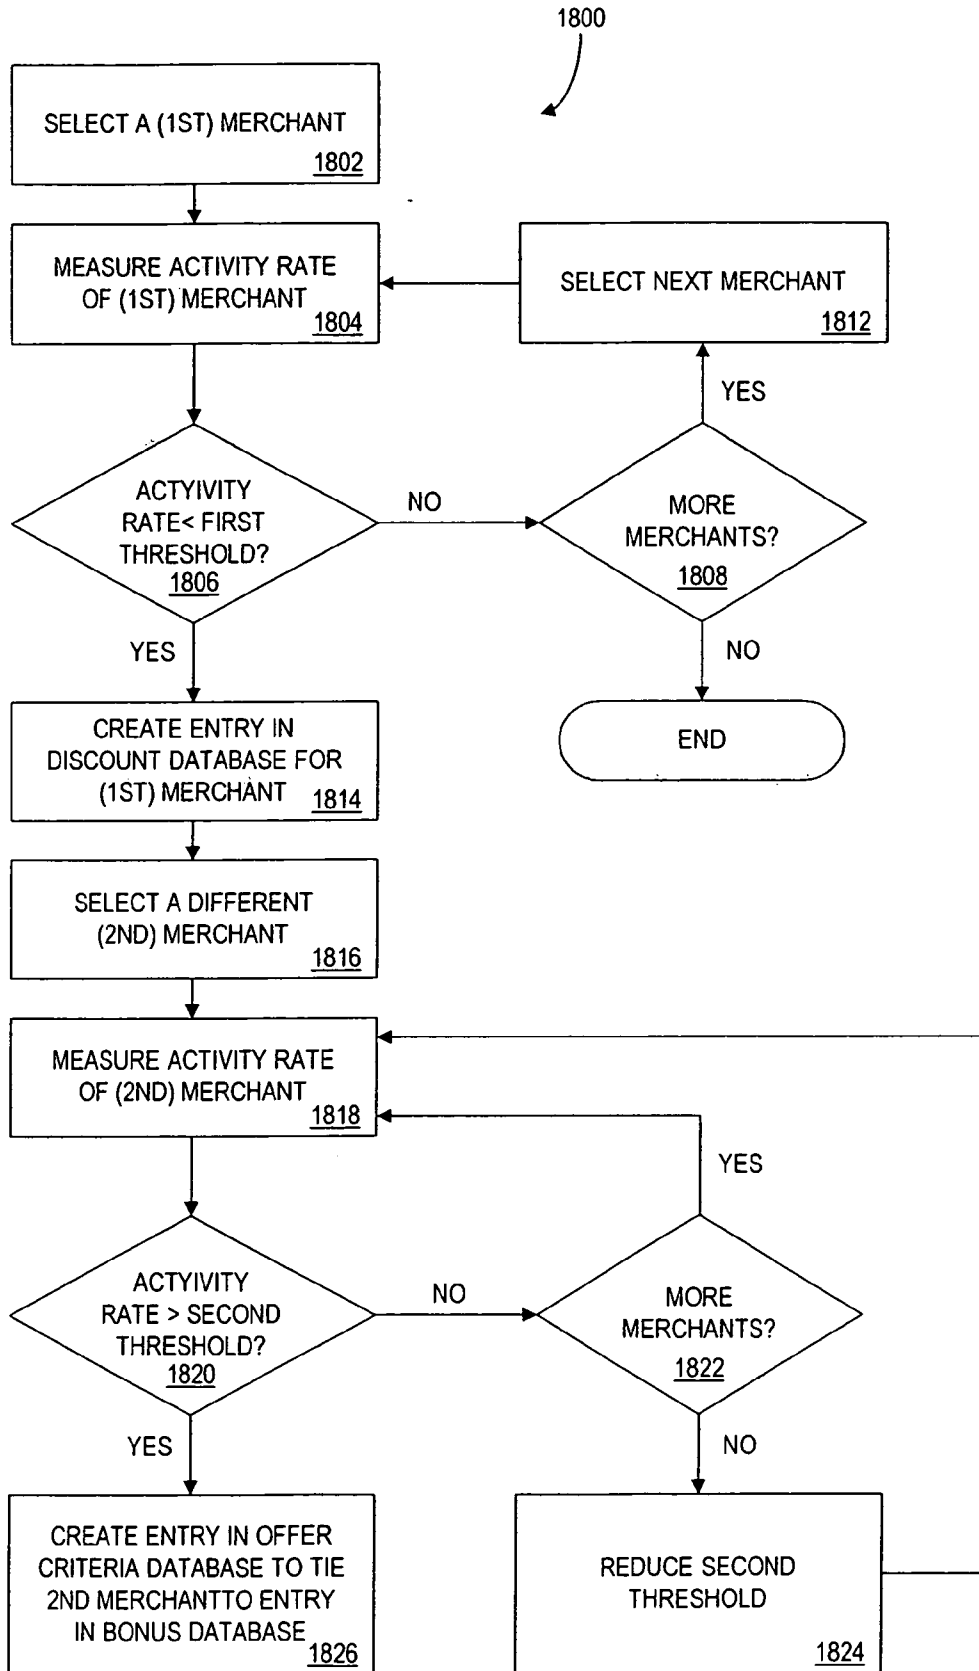 1800
SELECT A (1ST) MERCHANT
1802
MEASURE ACTIVITY RATE
OF (1ST) MERCHANT
1804
SELECT NEXT MERCHANT
1812
YES
ACTYIVITY
RATE< FIRST
THRESHOLD?
1806
NO
MORE
MERCHANTS?
1808
YES
NO
CREATE ENTRY IN
DISCOUNT DATABASE FOR
(1ST) MERCHANT
1814
END
SELECT A DIFFERENT
(2ND) MERCHANT
1816
MEASURE ACTIVITY RATE
OF (2ND) MERCHANT
1818
YES
ACTYIVITY
RATE > SECOND
THRESHOLD?
1820
NO
MORE
MERCHANTS?
1822
YES
NO
CREATE ENTRY IN OFFER
CRITERIA DATABASE TO TIE
2ND MERCHANTTO ENTRY
IN BONUS DATABASE
1826
REDUCE SECOND
THRESHOLD
1824